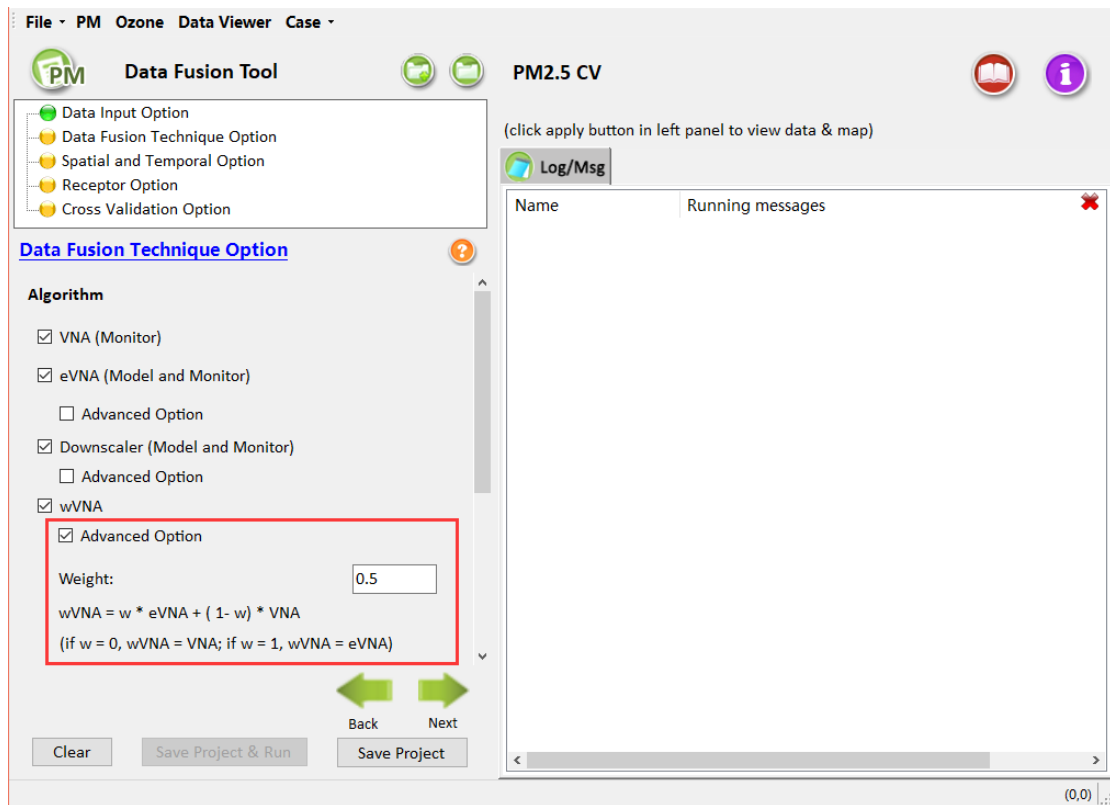 File PM Ozone Data Viewer Case
PM Data Fusion Tool
PM2.5 CV
Data Input Option
Data Fusion Technique Option
Spatial and Temporal Option
Receptor Option
Cross Validation Option
(click apply button in left panel to view data & map)
Log/Msg
Name Running messages
Data Fusion Technique Option
?
Algorithm
VNA (Monitor)
eVNA (Model and Monitor)
Advanced Option
Downscaler (Model and Monitor)
Advanced Option
wVNA
Advanced Option
Weight: 0.5
wVNA = w * eVNA + ( 1- w) * VNA
(if w = 0, wVNA = VNA; if w = 1, wVNA = eVNA)
Back Next
Clear Save Project & Run Save Project
(0,0)